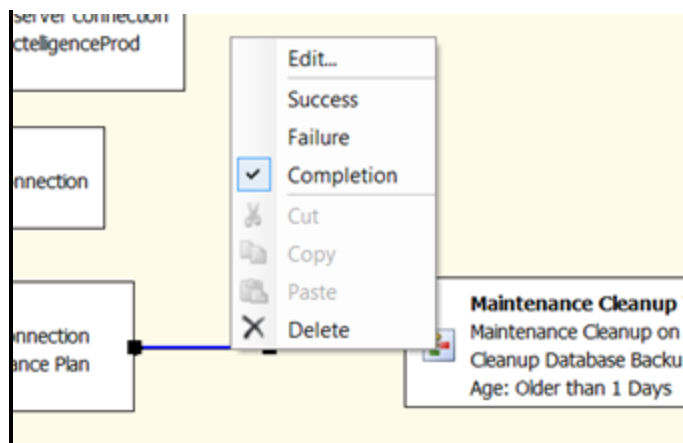 server connection
ctelligenceProd
Edit...
Success
Failure
nnection
Completion
Cut
Copy
Paste
Delete
nnection
ance Plan
Maintenance Cleanup
Maintenance Cleanup on
Cleanup Database Backu
Age: Older than 1 Days